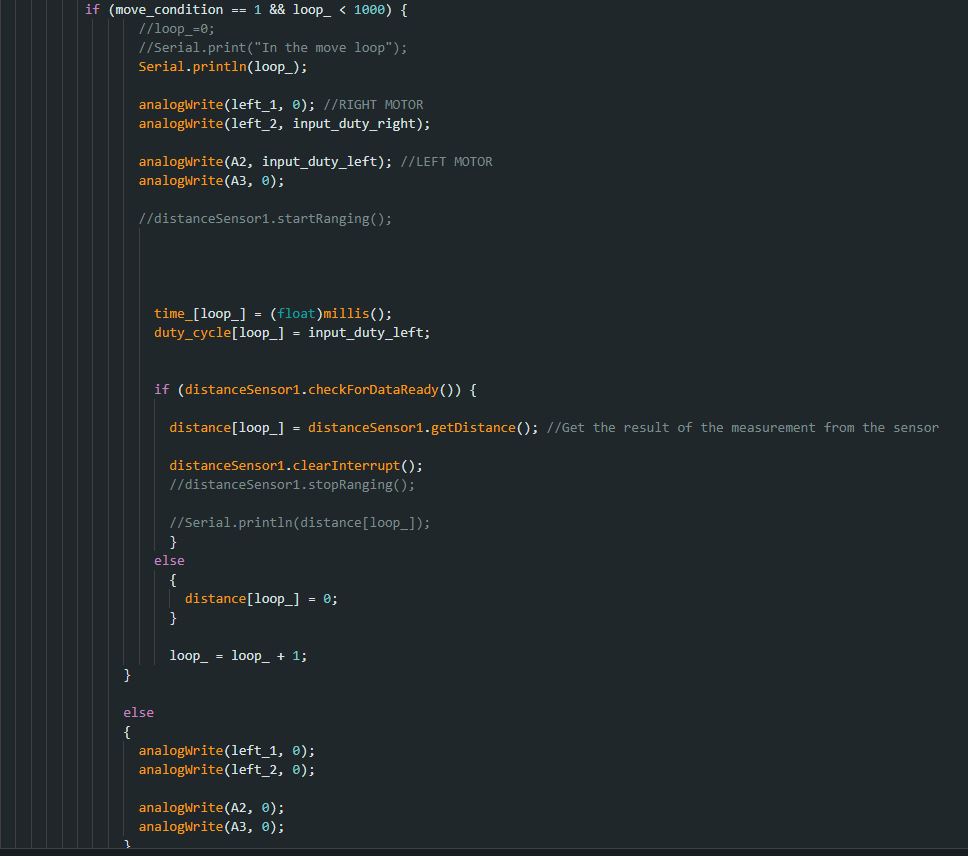 if (move_condition == 1 && loop_ < 1000) {
//loop_=0;
//Serial.print("In the move loop");
Serial.println(loop_);
analogWrite(left_1, 0); //RIGHT MOTOR
analogWrite(left_2, input_duty_right);
analogWrite(A2, input_duty_left); //LEFT MOTOR
analogWrite(A3, 0);
//distanceSensor1.startRanging();
time_[loop_] = (float)millis();
duty_cycle[loop_] = input_duty_left;
if (distanceSensor1.checkForDataReady()) {
distance[loop_] = distanceSensor1.getDistance(); //Get the result of the measurement from the sensor
distanceSensor1.clearInterrupt();
//distanceSensor1.stopRanging();
//Serial.println(distance[loop_]);
}
else
{
distance[loop_] = 0;
}
loop_ = loop_ + 1;
}
else
{
analogWrite(left_1, 0);
analogWrite(left_2, 0);
analogWrite(A2, 0);
analogWrite(A3, 0);
}